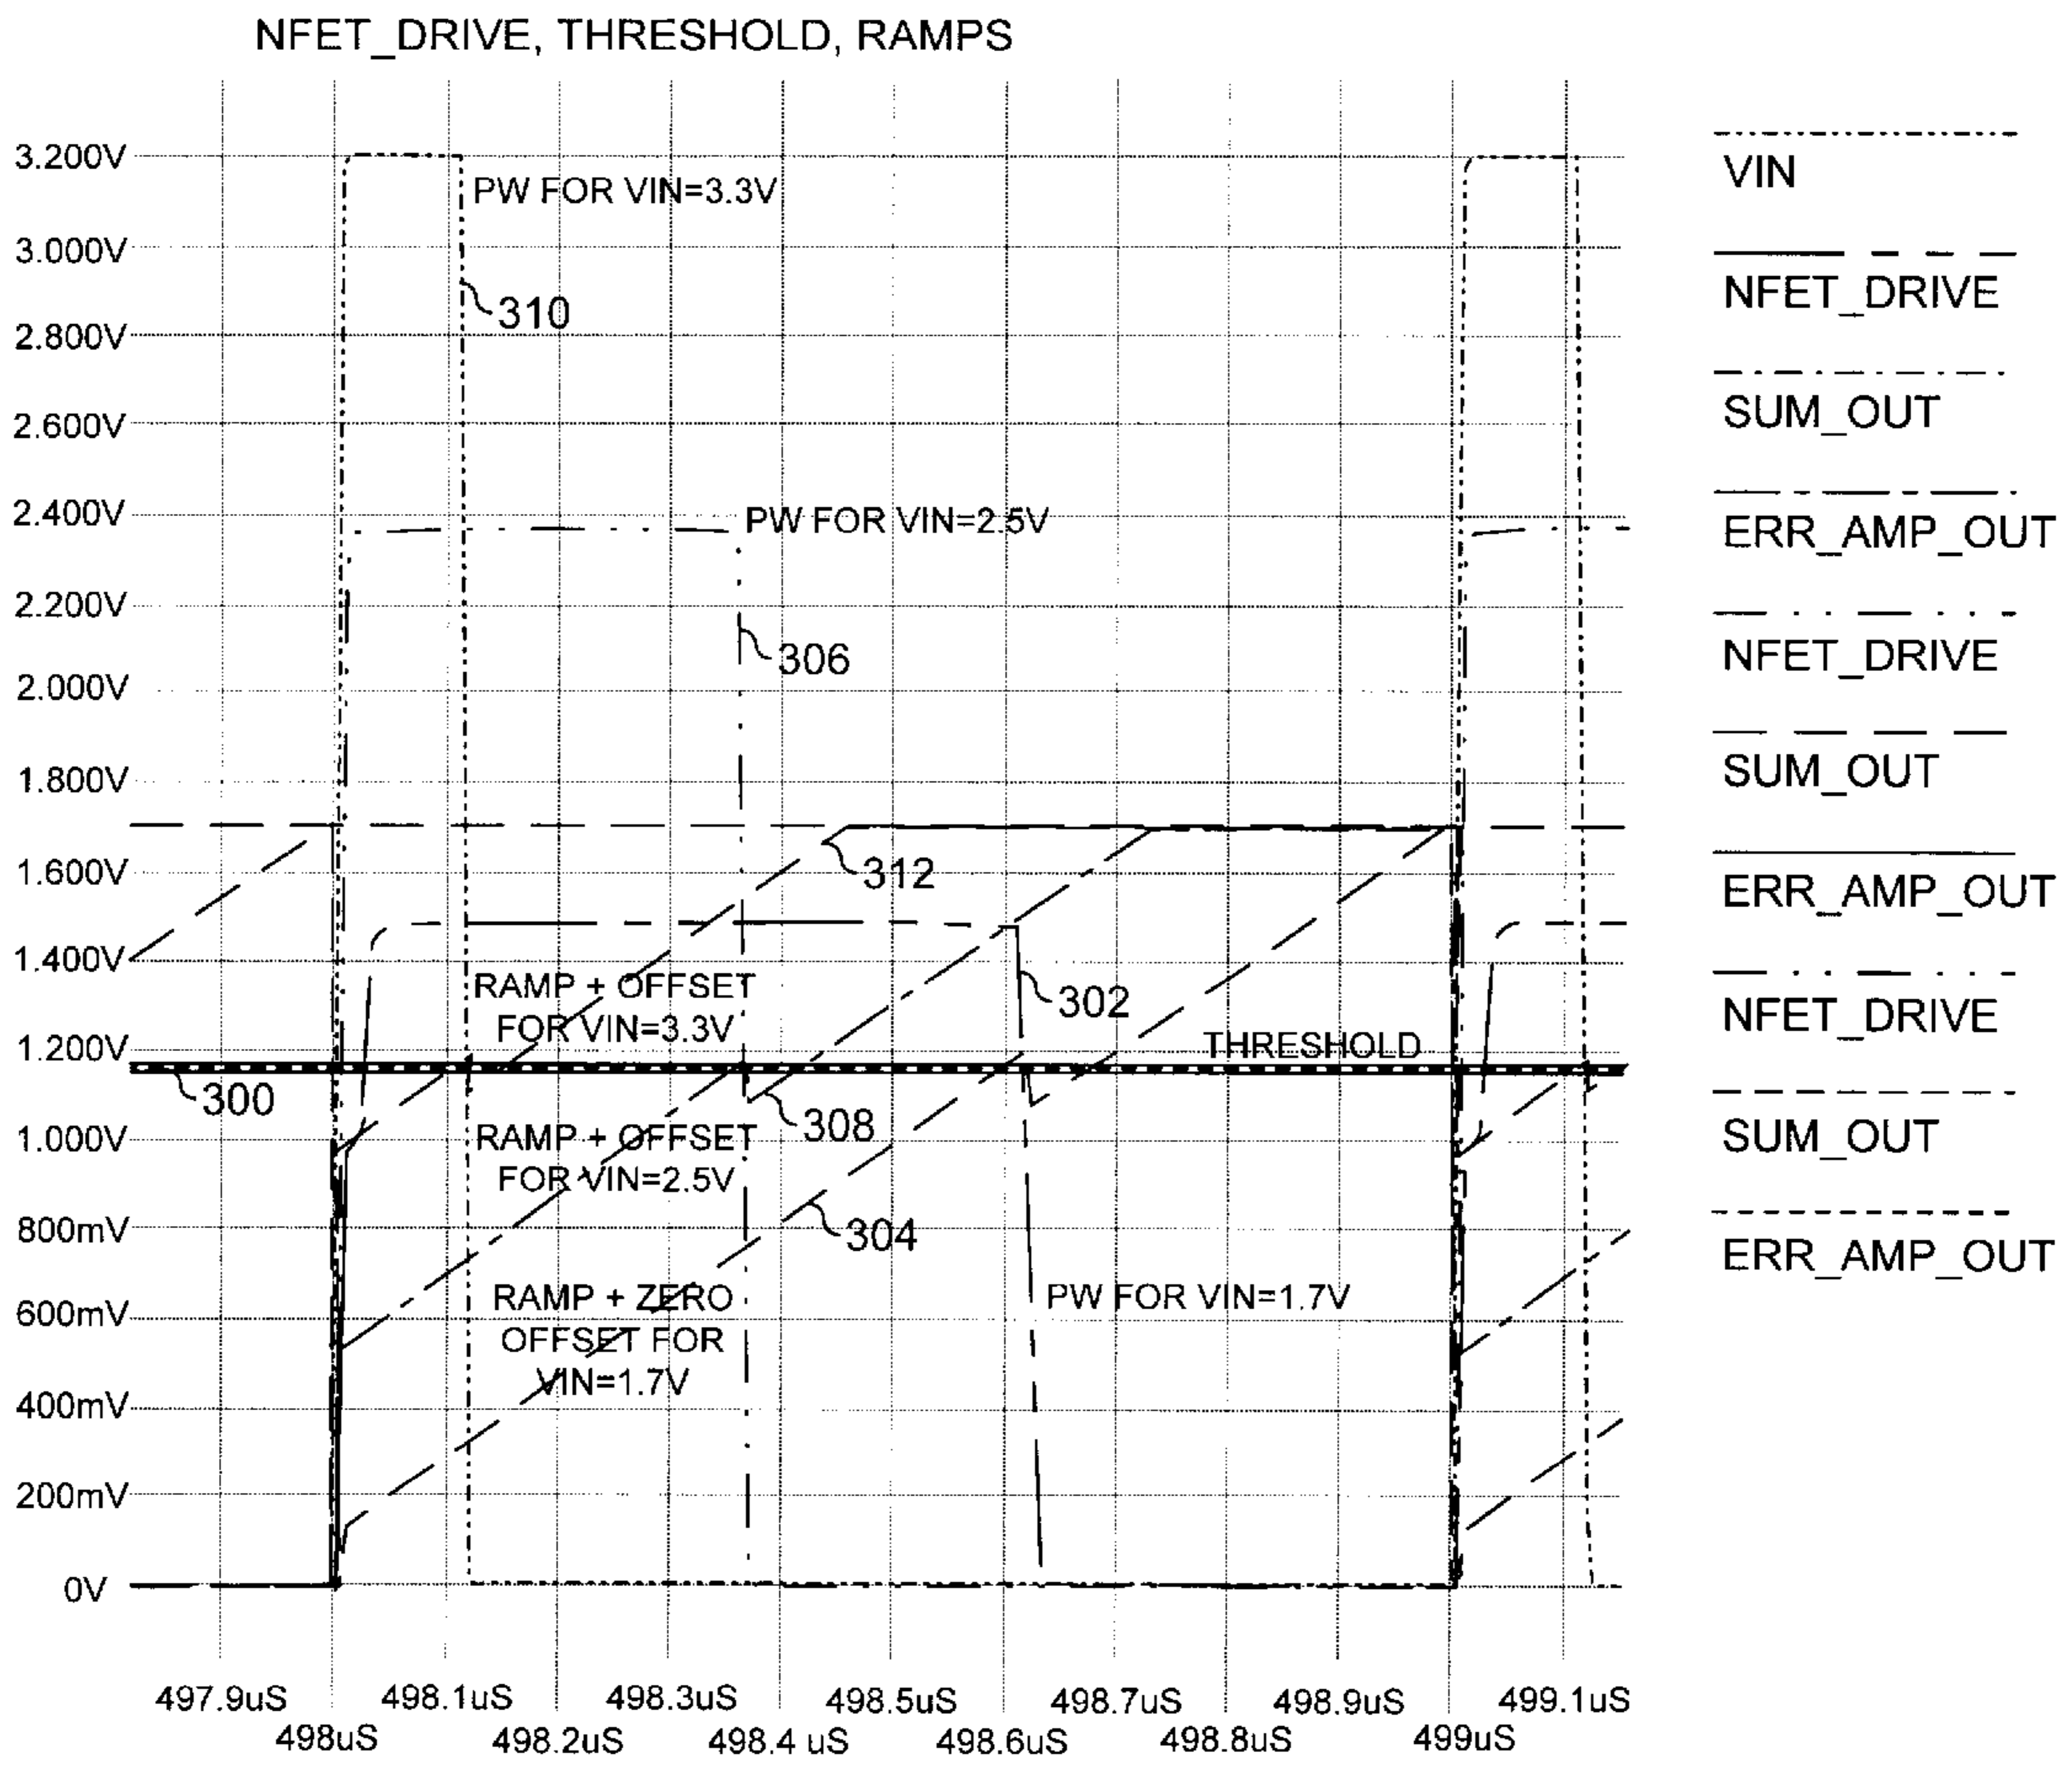 NFET_DRIVE, THRESHOLD, RAMPS
3.200V
3.000V
2.800V
2.600V
2.400V
2.200V
2.000V
1.800V
1.600V
1.400V
1.200V
1.000V
800mV
600mV
400mV
200mV
0V
PW FOR VIN=3.3V
310
PW FOR VIN=2.5V
306
312
RAMP + OFFSET
FOR VIN=3.3V
302
THRESHOLD
300
308
RAMP + OFFSET
FOR VIN=2.5V
304
RAMP + ZERO
OFFSET FOR
VIN=1.7V
PW FOR VIN=1.7V
497.9uS
498uS
498.1uS
498.2uS
498.3uS
498.4 uS
498.5uS
498.6uS
498.7uS
498.8uS
498.9uS
499uS
499.1uS
VIN
NFET_DRIVE
SUM_OUT
ERR_AMP_OUT
NFET_DRIVE
SUM_OUT
ERR_AMP_OUT
NFET_DRIVE
SUM_OUT
ERR_AMP_OUT